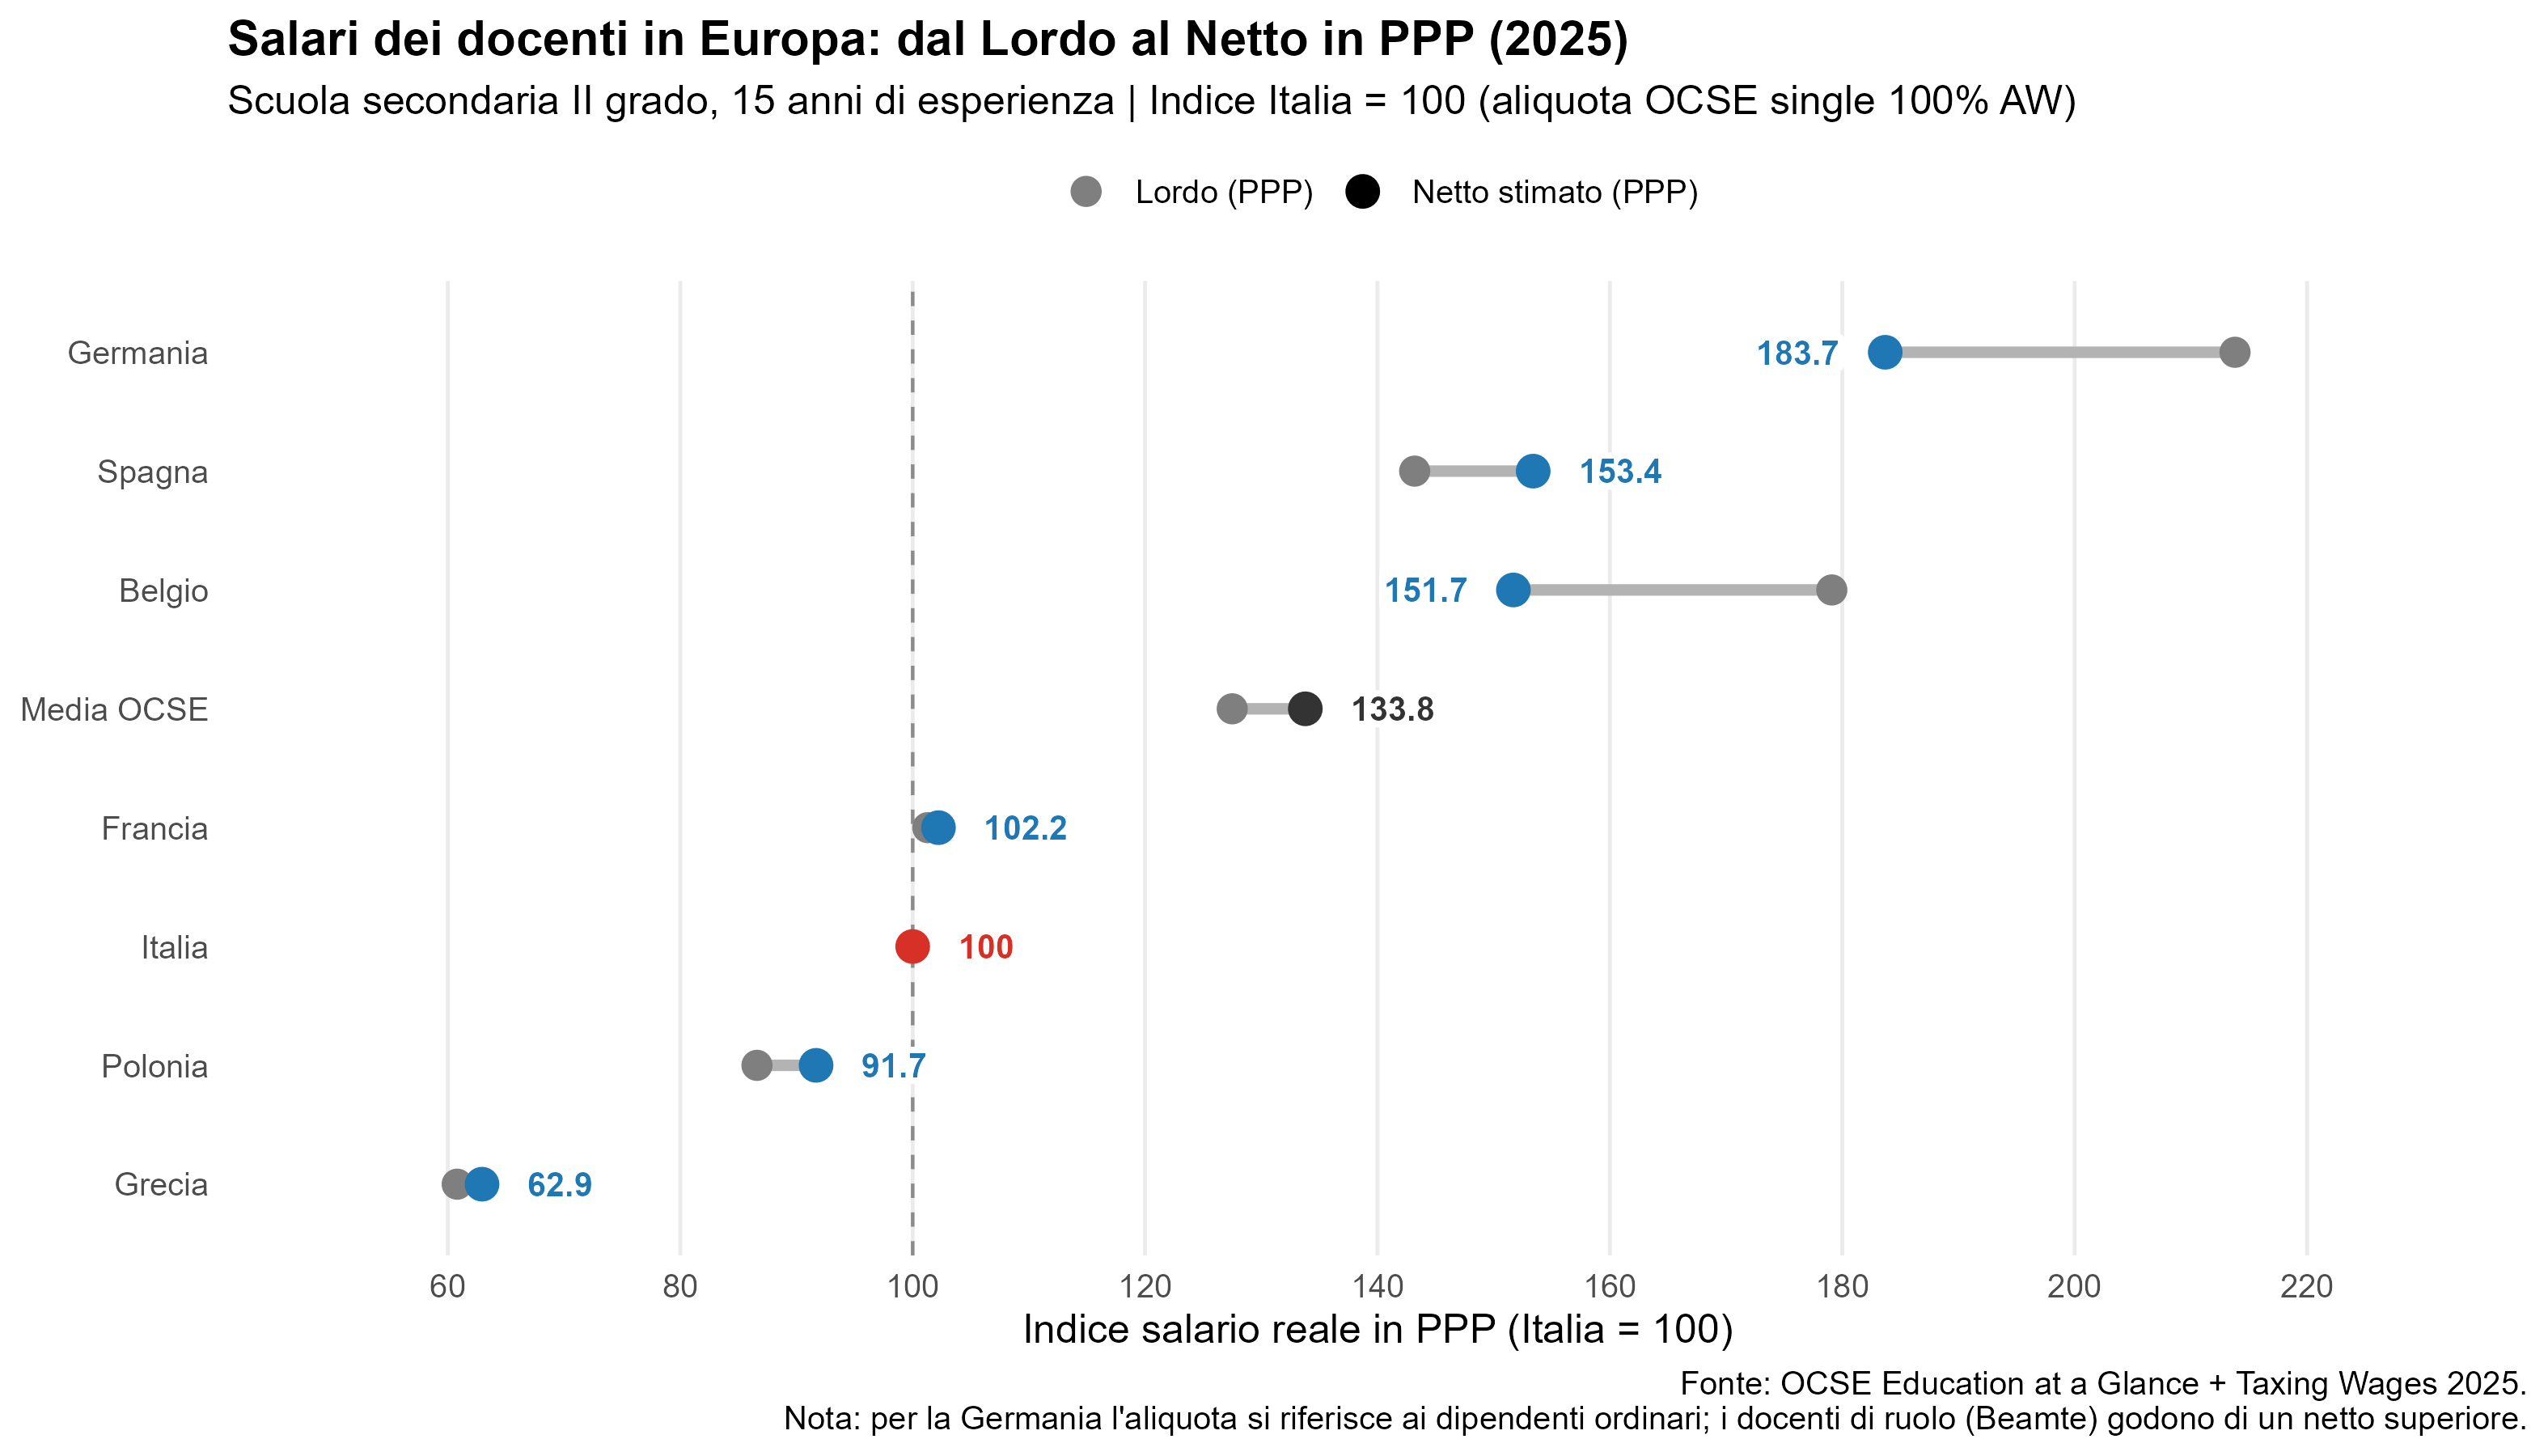 Salari dei docenti in Europa: dal Lordo al Netto in PPP (2025)
Scuola secondaria II grado, 15 anni di esperienza | Indice Italia = 100 (aliquota OCSE single 100% AW)
Lordo (PPP) Netto stimato (PPP)
Germania 183.7
Spagna 153.4
Belgio 151.7
Media OCSE 133.8
Francia 102.2
Italia 100
Polonia 91.7
Grecia 62.9
60 80 100 120 140 160 180 200 220
Indice salario reale in PPP (Italia = 100)
Fonte: OCSE Education at a Glance + Taxing Wages 2025.
Nota: per la Germania l'aliquota si riferisce ai dipendenti ordinari; i docenti di ruolo (Beamte) godono di un netto superiore.